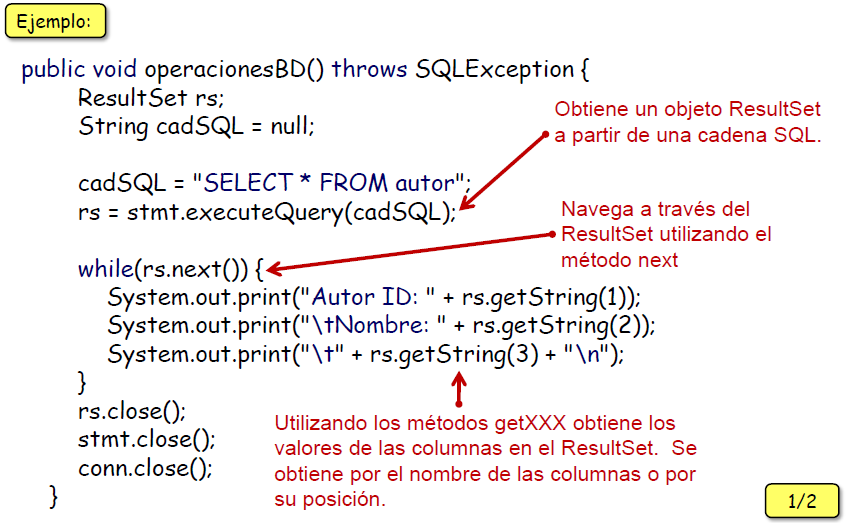 Ejemplo:
public void operacionesBD() throws SQLException {
ResultSet rs;
String cadSQL = null;
Obtiene un objeto ResultSet
a partir de una cadena SQL.
cadSQL = "SELECT * FROM autor";
rs = stmt.executeQuery(cadSQL);
Navega a través del
ResultSet utilizando el
método next
while(rs.next()) {
System.out.print("Autor ID: " + rs.getString(1));
System.out.print("\tNombre: " + rs.getString(2));
System.out.print("\t" + rs.getString(3) + "\n");
}
rs.close();
stmt.close();
conn.close();
}
Utilizando los métodos getXXX obtiene los
valores de las columnas en el ResultSet. Se
obtiene por el nombre de las columnas o por
su posición.
1/2